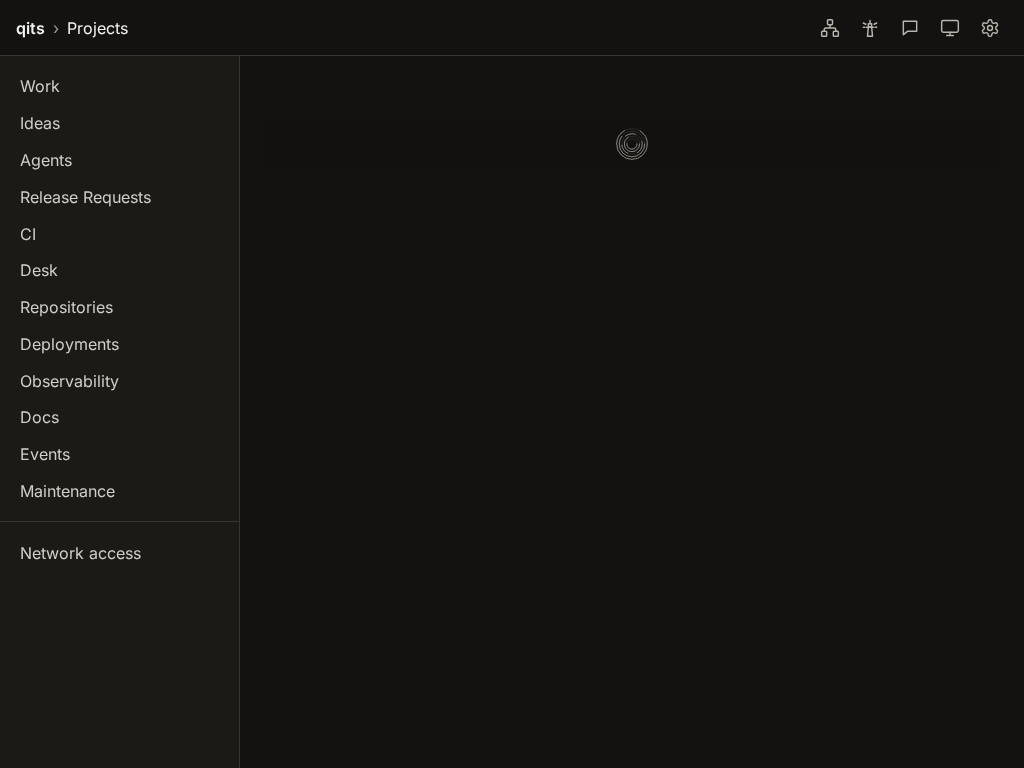 qits › Projects
Work
Ideas
Agents
Release Requests
CI
Desk
Repositories
Deployments
Observability
Docs
Events
Maintenance
Network access